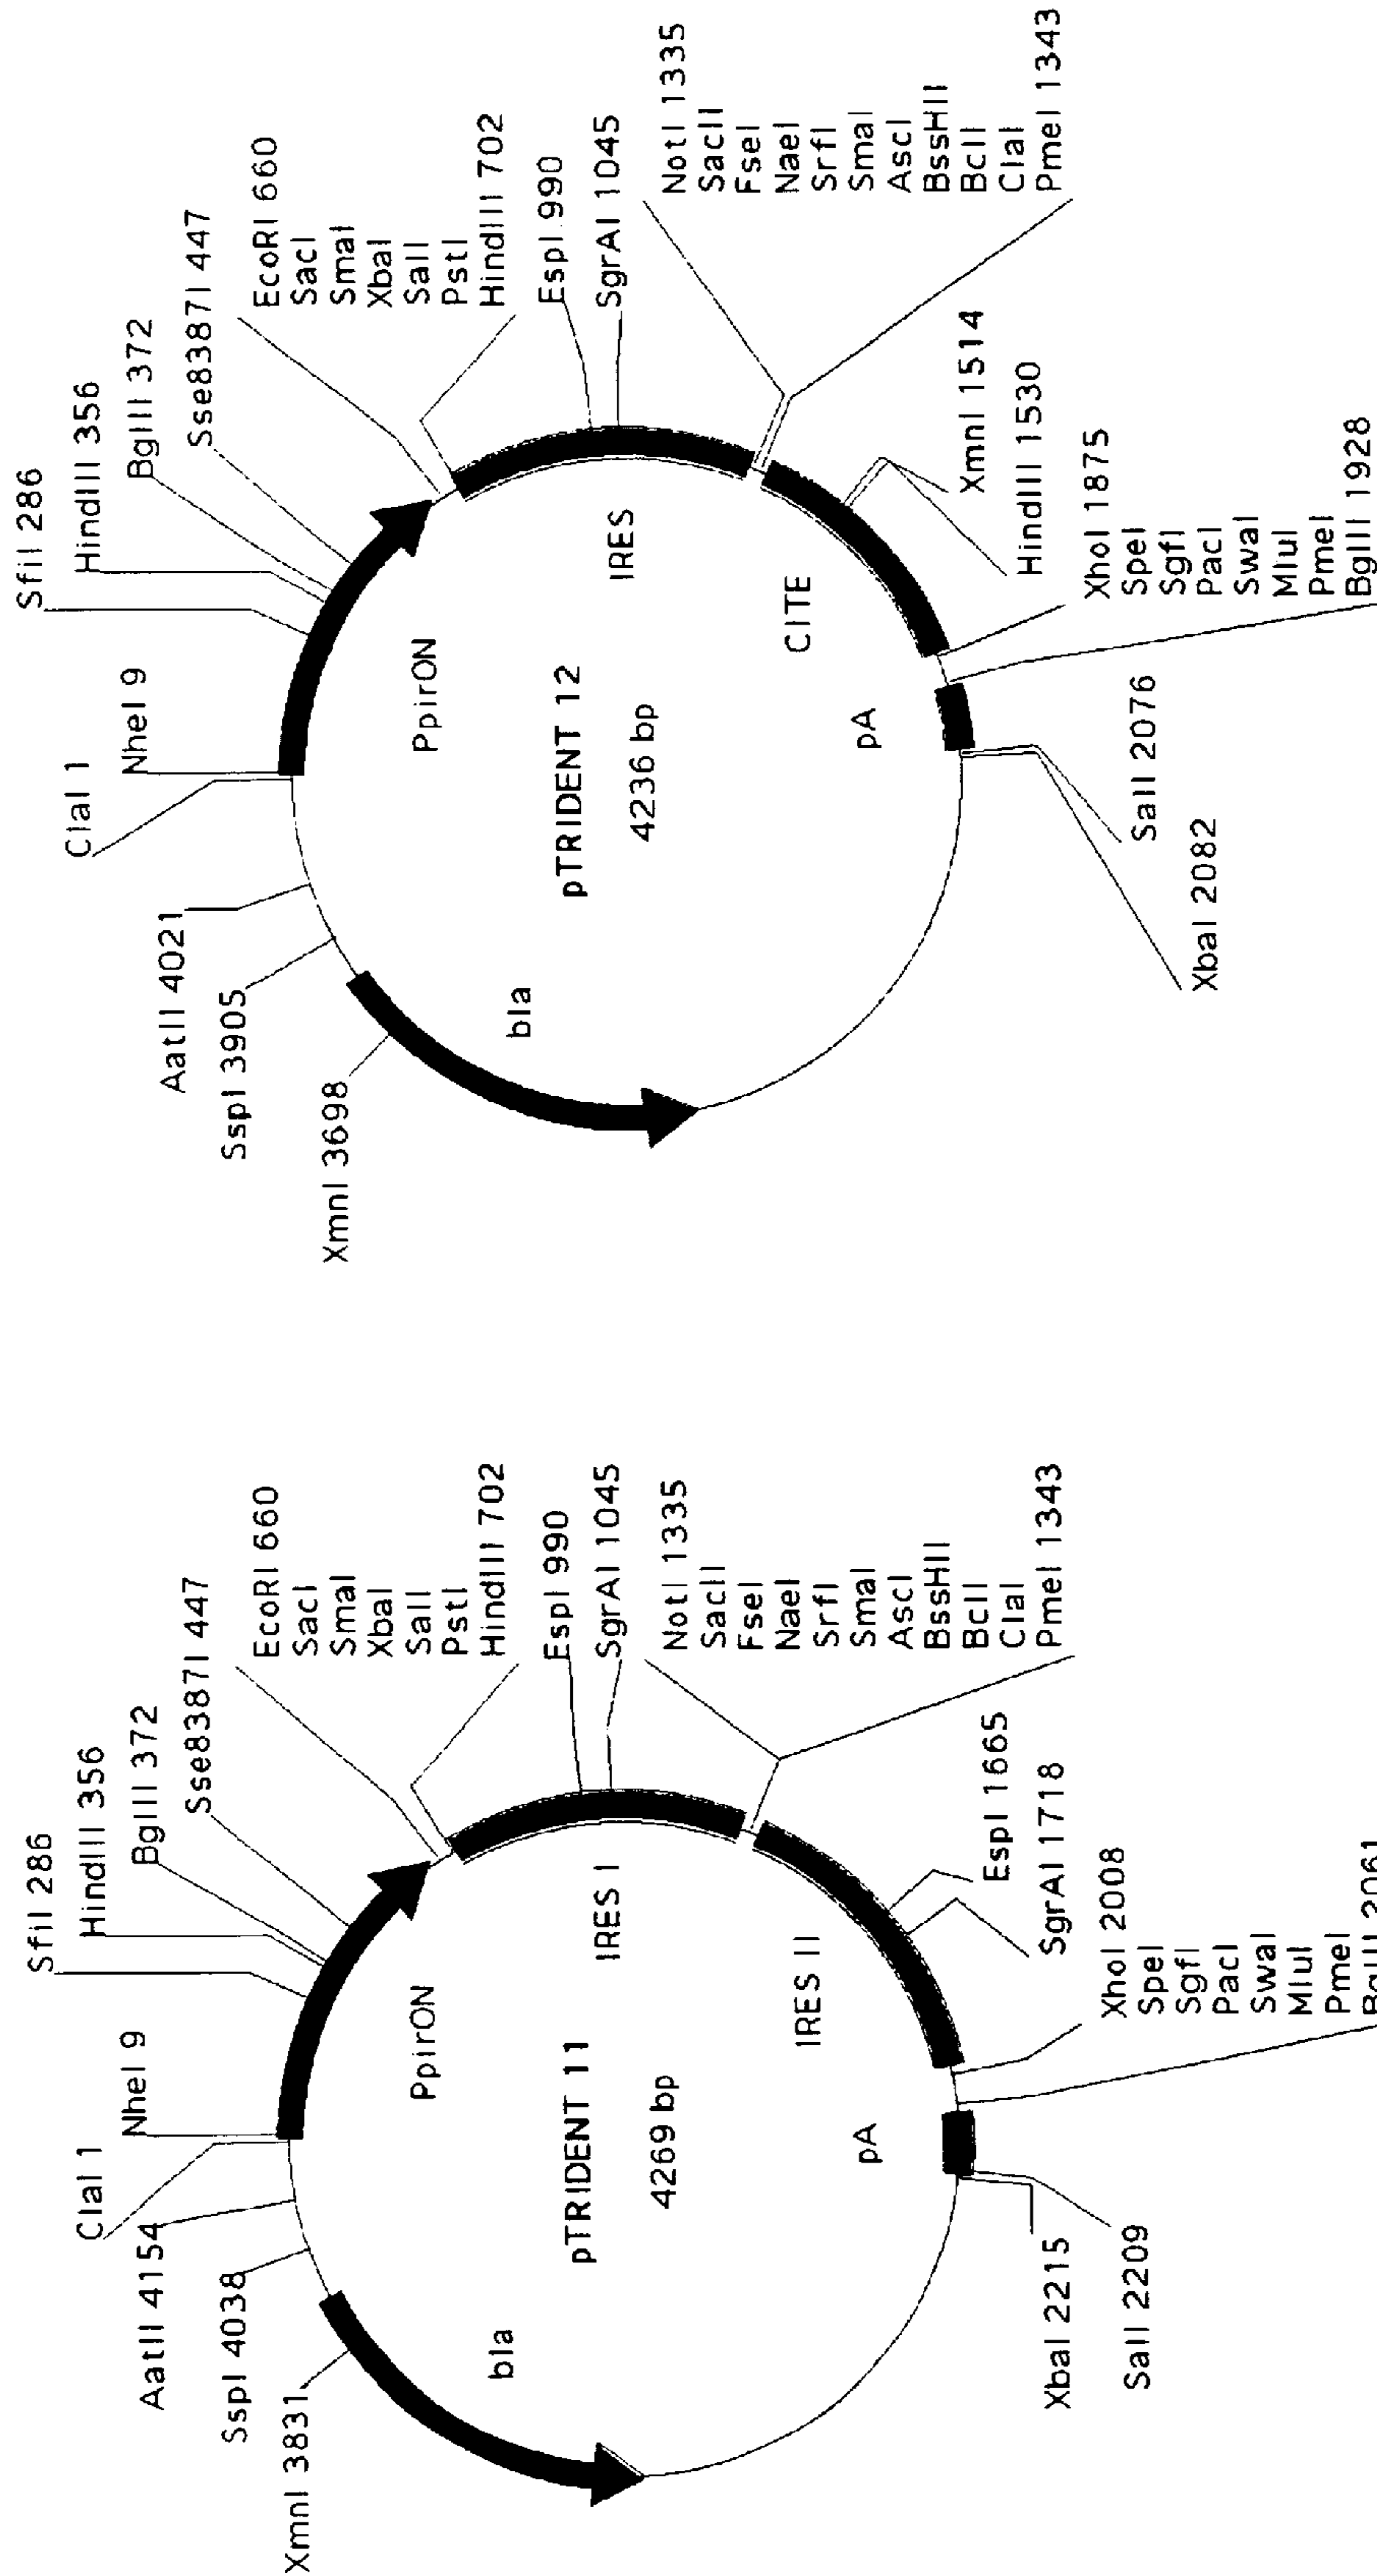 pTRIDENT 11
4269 bp
ClaI 1
NheI 9
SfiI 286
HindIII 356
BglII 372
Sse8387I 447
EcoRI 660
SacI
SmaI
XbaI
SalI
PstI
HindIII 702
EspI 990
SgrAI 1045
NotI 1335
SacII
FseI
NaeI
SrfI
SmaI
AscI
BssHII
BclI
ClaI
PmeI 1343
EspI 1665
SgrAI 1718
XhoI 2008
SpeI
SgfI
PacI
SwaI
MluI
PmeI
BglII 2061
SalI 2209
XbaI 2215
XmnI 3831
SspI 4038
AatII 4154
PpirON
IRES I
IRES II
pA
bla
pTRIDENT 12
4236 bp
ClaI 1
NheI 9
SfiI 286
HindIII 356
BglII 372
Sse8387I 447
EcoRI 660
SacI
SmaI
XbaI
SalI
PstI
HindIII 702
EspI 990
SgrAI 1045
NotI 1335
SacII
FseI
NaeI
SrfI
SmaI
AscI
BssHII
BclI
ClaI
PmeI 1343
XmnI 1514
HindIII 1530
XhoI 1875
SpeI
SgfI
PacI
SwaI
MluI
PmeI
BglII 1928
SalI 2076
XbaI 2082
XmnI 3698
SspI 3905
AatII 4021
PpirON
IRES
CITE
pA
bla